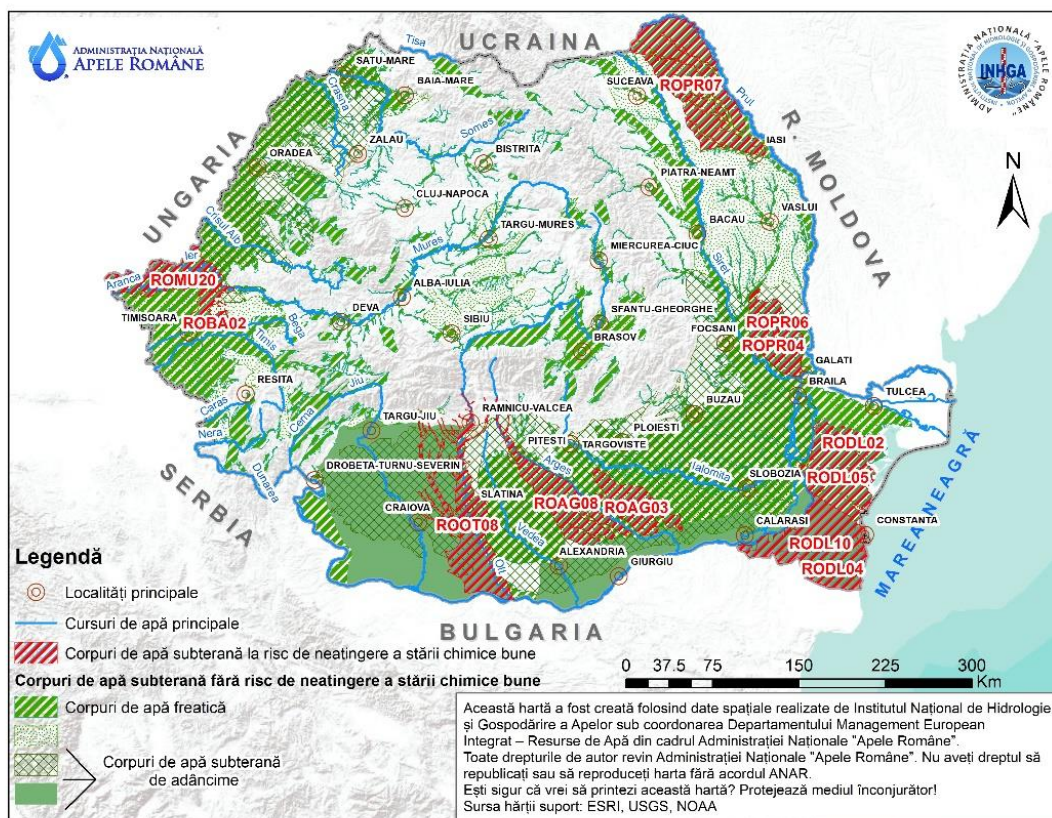 ADMINISTRAȚIA NAȚIONALĂ
APELE ROMÂNE
UCRAINA
INHGA
UNGARIA
R. MOLDOVA
SERBIA
BULGARIA
MAREA NEAGRĂ
N
Tisa
SATU-MARE
BAIA-MARE
SUCEAVA
ROPR07
Prut
Crasna
ZALAU
Somes
BISTRITA
IASI
ORADEA
CLUJ-NAPOCA
PIATRA-NEAMT
VASLUI
BACAU
TARGU-MURES
Crisul Alb
Mures
MIERCUREA-CIUC
Siret
Ier
Aranca
ROMU20
ALBA-IULIA
TIMISOARA
ROBA02
Bega
DEVA
SIBIU
SFANTU-GHEORGHE
BRASOV
FOCSANI
ROPR06
ROPR04
Timis
GALATI
BRAILA
TULCEA
RESITA
Caras
Jiu
Nera
Cerna
TARGU-JIU
RAMNICU-VALCEA
BUZAU
PLOIESTI
PITESTI
TARGOVISTE
Dunarea
DROBETA-TURNU-SEVERIN
Arges
Ialomita
SLOBOZIA
RODL02
RODL05
CRAIOVA
SLATINA
ROAG08
ROAG03
ROOT08
Vedea
CALARASI
CONSTANTA
RODL10
RODL04
ALEXANDRIA
GIURGIU
Olt
Legendă
Localități principale
Cursuri de apă principale
Corpuri de apă subterană la risc de neatingere a stării chimice bune
Corpuri de apă subterană fără risc de neatingere a stării chimice bune
Corpuri de apă freatică
Corpuri de apă subterană
de adâncime
0 37.5 75 150 225 300
Km
Această hartă a fost creată folosind date spațiale realizate de Institutul Național de Hidrologie
și Gospodărire a Apelor sub coordonarea Departamentului Management European
Integrat – Resurse de Apă din cadrul Administrației Naționale "Apele Române".
Toate drepturile de autor revin Administrației Naționale "Apele Române". Nu aveți dreptul să
republicați sau să reproduceți harta fără acordul ANAR.
Ești sigur că vrei să printezi această hartă? Protejează mediul înconjurător!
Sursa hărții suport: ESRI, USGS, NOAA